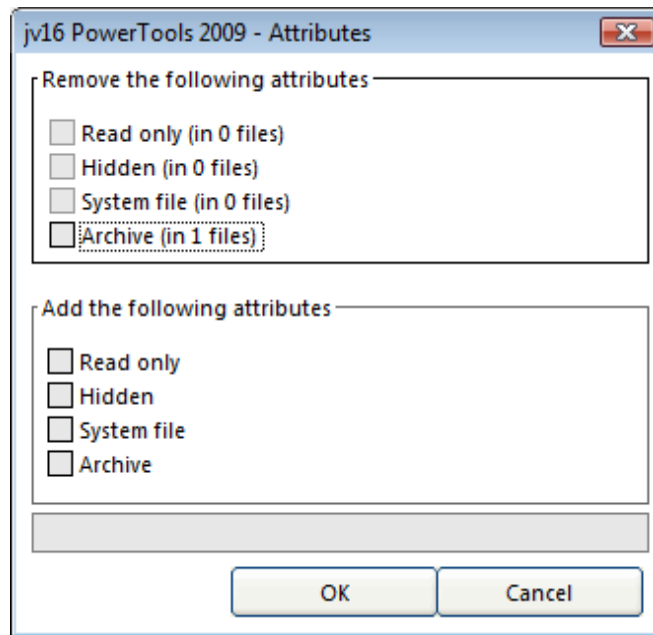 jv16 PowerTools 2009 - Attributes
Remove the following attributes
Read only (in 0 files)
Hidden (in 0 files)
System file (in 0 files)
Archive (in 1 files)
Add the following attributes
Read only
Hidden
System file
Archive
OK Cancel